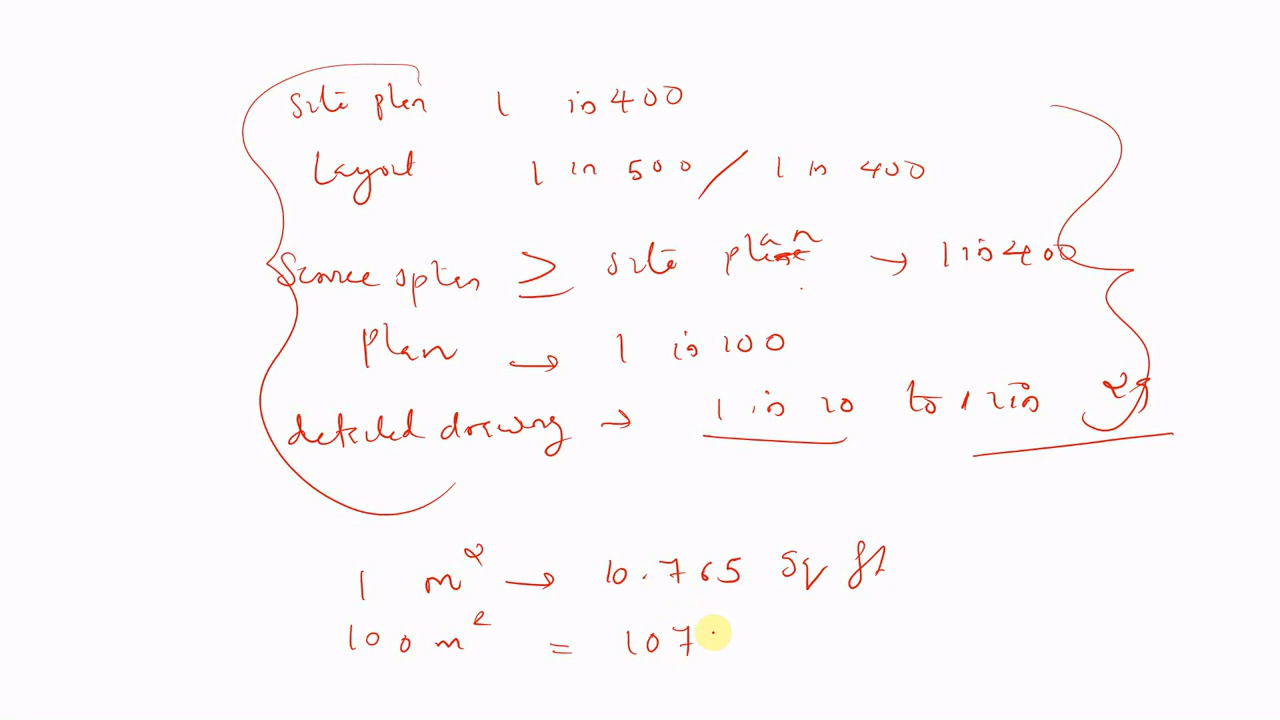 Site plan 1 in 400
Layout 1 in 500 / 1 in 400
≥ site plan → 1 in 400
Plan → 1 in 100
detailed drawing → 1 in 20 to 1 in
1 m² → 10.765 Sq ft
100 m² = 107